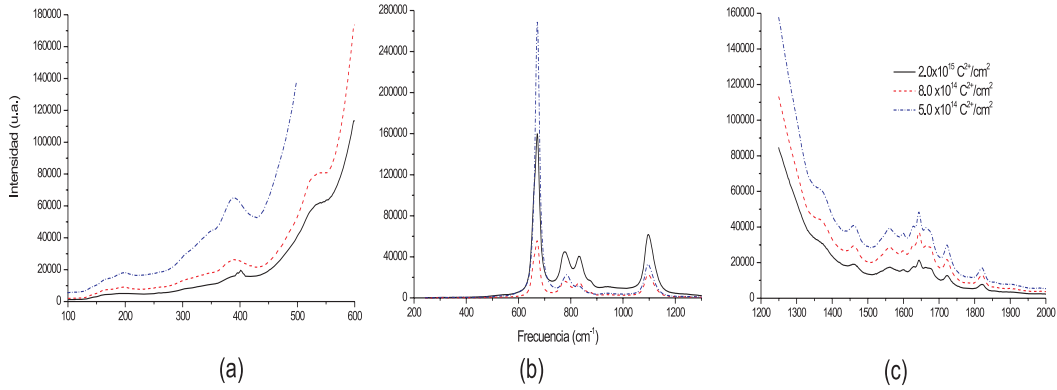 Intensidad (u.a.)
180000
160000
140000
120000
100000
80000
60000
40000
20000
0
100 200 300 400 500 600
(a)
280000
240000
200000
160000
120000
80000
40000
0
200 400 600 800 1000 1200
Frecuencia (cm⁻¹)
(b)
160000
140000
120000
100000
80000
60000
40000
20000
0
1200 1300 1400 1500 1600 1700 1800 1900 2000
2.0x10¹⁵ C²⁺/cm²
8.0 x10¹⁴ C²⁺/cm²
5.0 x10¹⁴ C²⁺/cm²
(c)